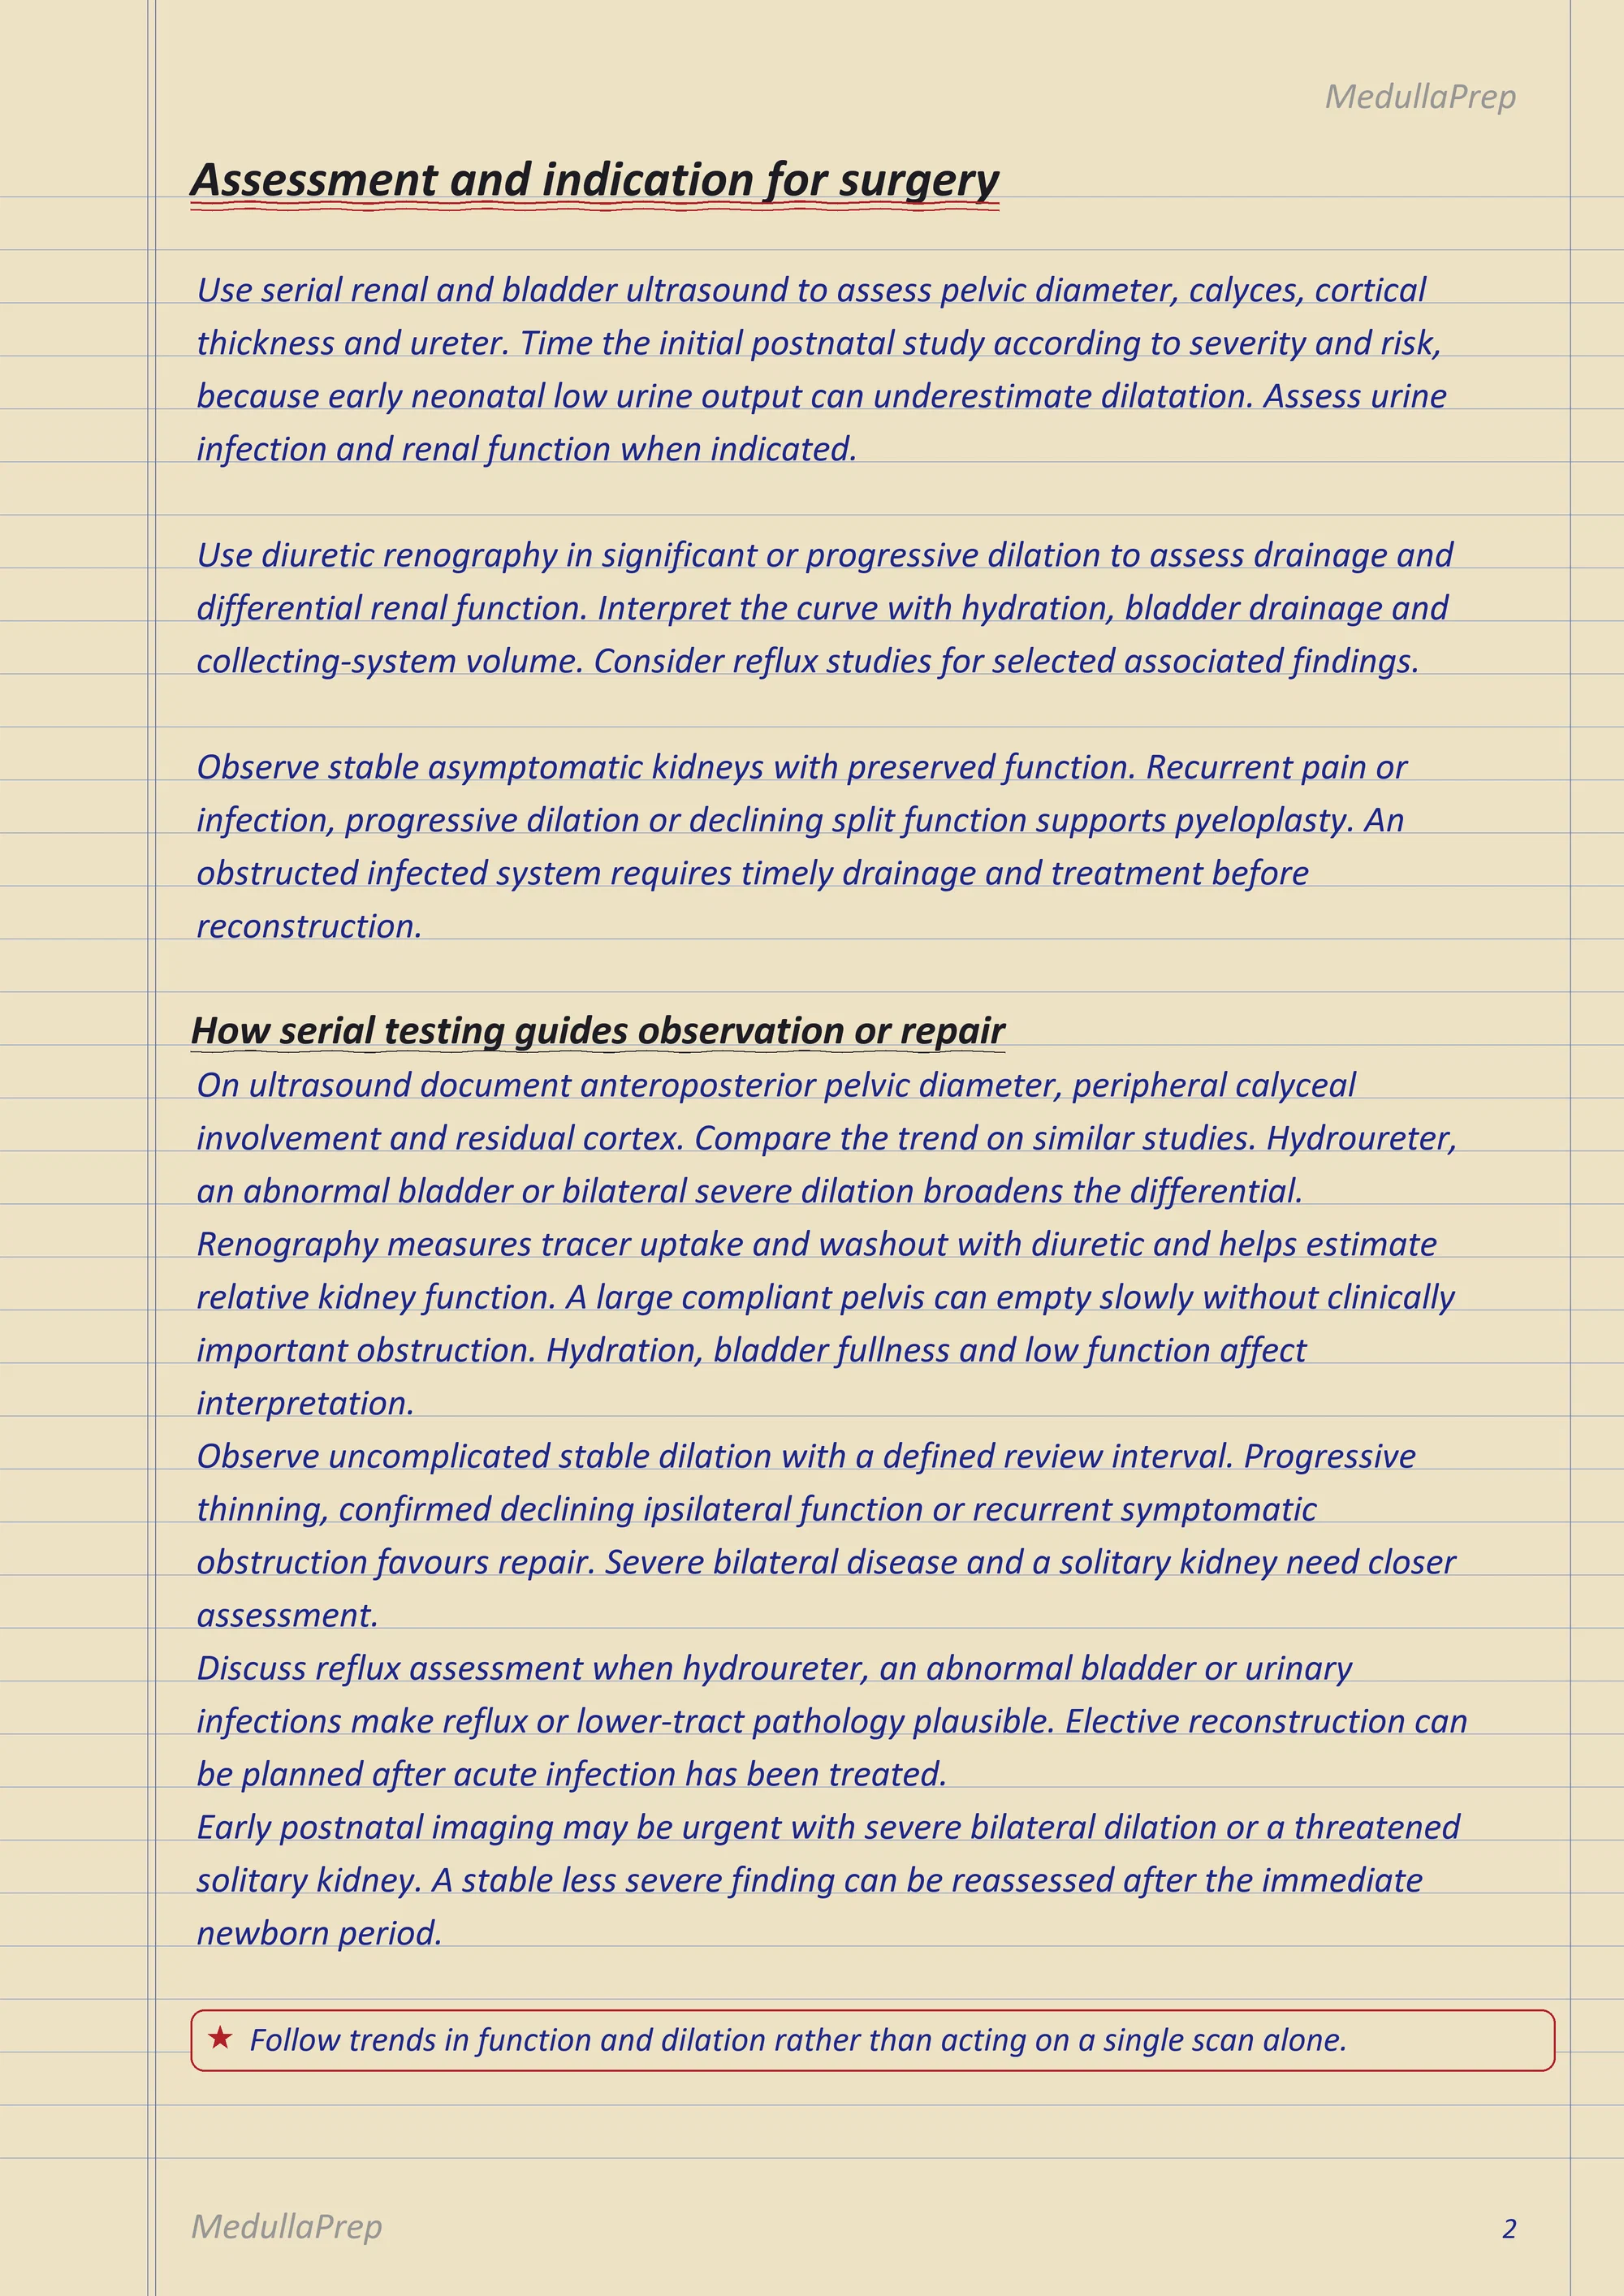 MedullaPrep
Assessment and indication for surgery
Use serial renal and bladder ultrasound to assess pelvic diameter, calyces, cortical
thickness and ureter. Time the initial postnatal study according to severity and risk,
because early neonatal low urine output can underestimate dilatation. Assess urine
infection and renal function when indicated.
Use diuretic renography in significant or progressive dilation to assess drainage and
differential renal function. Interpret the curve with hydration, bladder drainage and
collecting-system volume. Consider reflux studies for selected associated findings.
Observe stable asymptomatic kidneys with preserved function. Recurrent pain or
infection, progressive dilation or declining split function supports pyeloplasty. An
obstructed infected system requires timely drainage and treatment before
reconstruction.
How serial testing guides observation or repair
On ultrasound document anteroposterior pelvic diameter, peripheral calyceal
involvement and residual cortex. Compare the trend on similar studies. Hydroureter,
an abnormal bladder or bilateral severe dilation broadens the differential.
Renography measures tracer uptake and washout with diuretic and helps estimate
relative kidney function. A large compliant pelvis can empty slowly without clinically
important obstruction. Hydration, bladder fullness and low function affect
interpretation.
Observe uncomplicated stable dilation with a defined review interval. Progressive
thinning, confirmed declining ipsilateral function or recurrent symptomatic
obstruction favours repair. Severe bilateral disease and a solitary kidney need closer
assessment.
Discuss reflux assessment when hydroureter, an abnormal bladder or urinary
infections make reflux or lower-tract pathology plausible. Elective reconstruction can
be planned after acute infection has been treated.
Early postnatal imaging may be urgent with severe bilateral dilation or a threatened
solitary kidney. A stable less severe finding can be reassessed after the immediate
newborn period.
★ Follow trends in function and dilation rather than acting on a single scan alone.
MedullaPrep
2